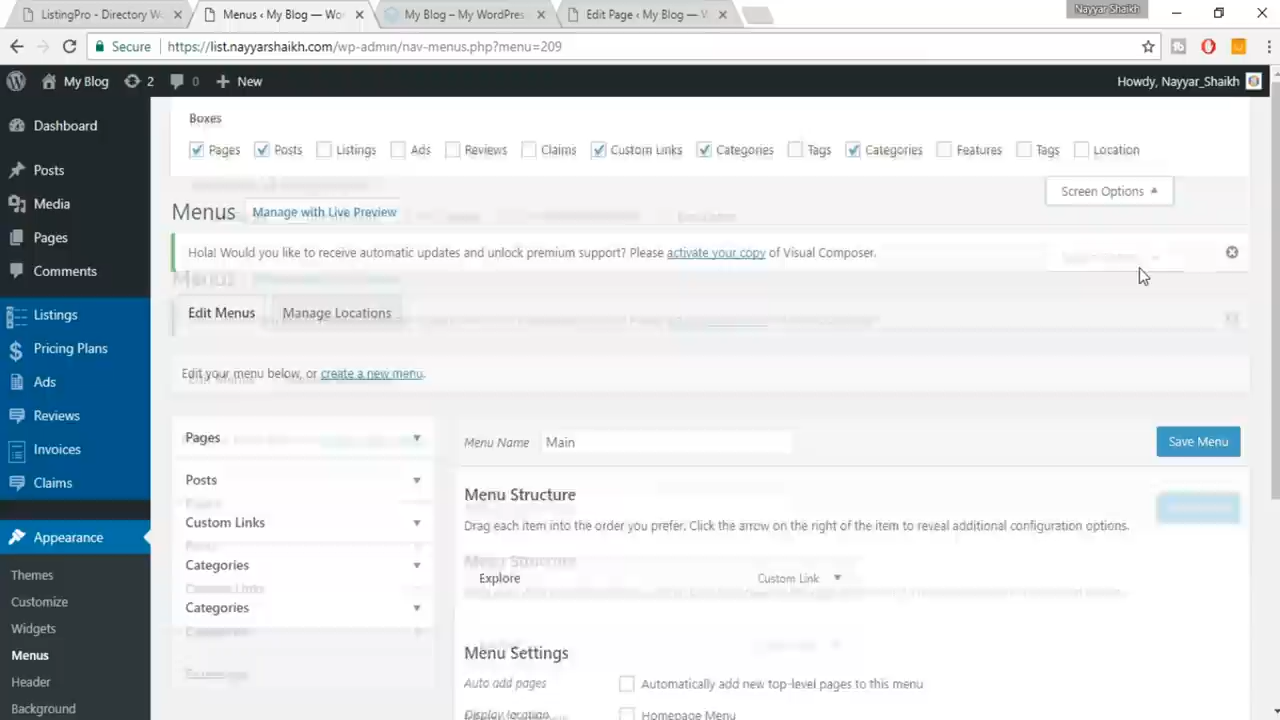 ListingPro - Directory W
Menus ‹ My Blog — Wor
My Blog – My WordPress
Edit Page ‹ My Blog — W
Nayyar Shaikh
Secure https://list.nayyarshaikh.com/wp-admin/nav-menus.php?menu=209
My Blog 2 0 New
Howdy, Nayyar_Shaikh
Dashboard
Posts
Media
Pages
Comments
Listings
Pricing Plans
Ads
Reviews
Invoices
Claims
Appearance
Themes
Customize
Widgets
Menus
Header
Background
Boxes
Pages Posts Listings Ads Reviews Claims Custom Links Categories Tags Categories Features Tags Location
Screen Options
Menus Manage with Live Preview
Hola! Would you like to receive automatic updates and unlock premium support? Please activate your copy of Visual Composer.
Edit Menus Manage Locations
Edit your menu below, or create a new menu.
Pages
Posts
Custom Links
Categories
Categories
Menu Name Main
Save Menu
Menu Structure
Drag each item into the order you prefer. Click the arrow on the right of the item to reveal additional configuration options.
Explore Custom Link
Menu Settings
Auto add pages Automatically add new top-level pages to this menu
Display location Homepage Menu